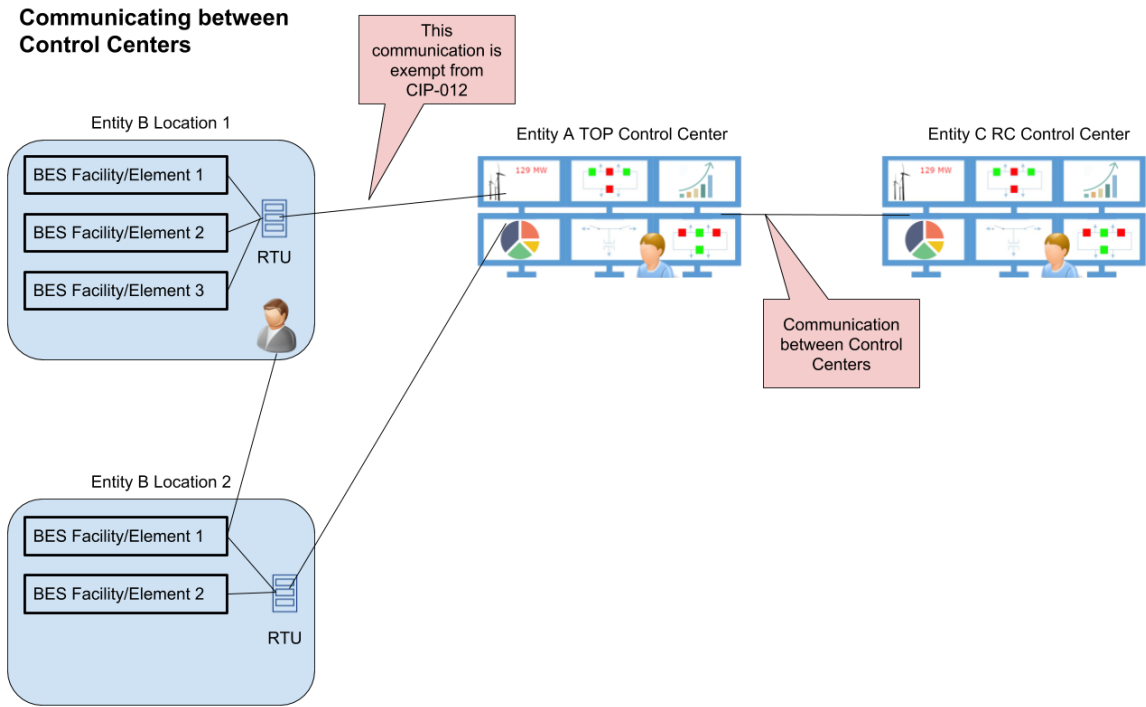 Communicating between
Control Centers
This
communication is
exempt from
CIP-012
Entity B Location 1
BES Facility/Element 1
BES Facility/Element 2
BES Facility/Element 3
RTU
Entity A TOP Control Center
129 MW
Entity C RC Control Center
129 MW
Communication
between Control
Centers
Entity B Location 2
BES Facility/Element 1
BES Facility/Element 2
RTU